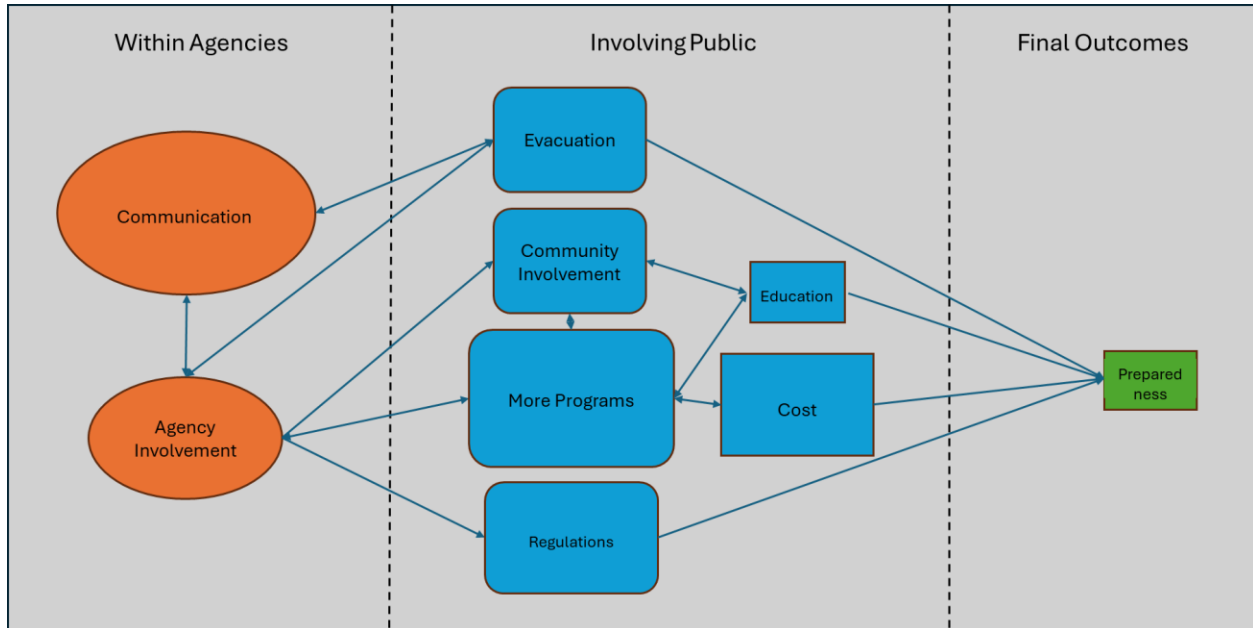 Within Agencies
Involving Public
Final Outcomes
Communication
Agency
Involvement
Evacuation
Community
Involvement
More Programs
Regulations
Education
Cost
Prepared
ness